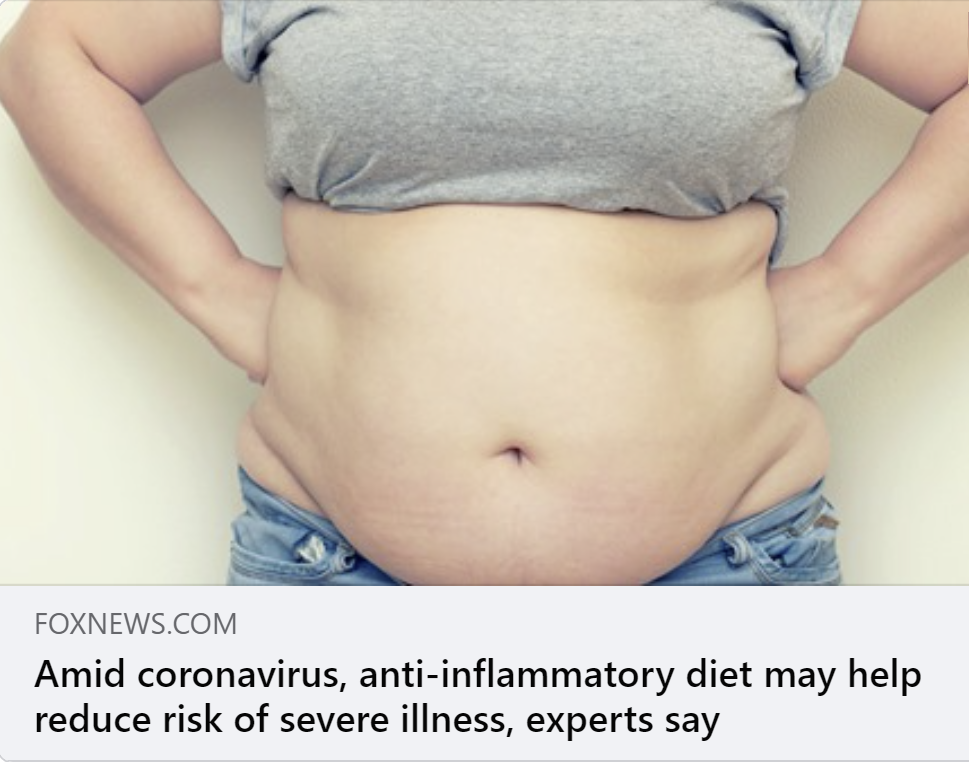 FOXNEWS.COM
Amid coronavirus, anti-inflammatory diet may help
reduce risk of severe illness, experts say